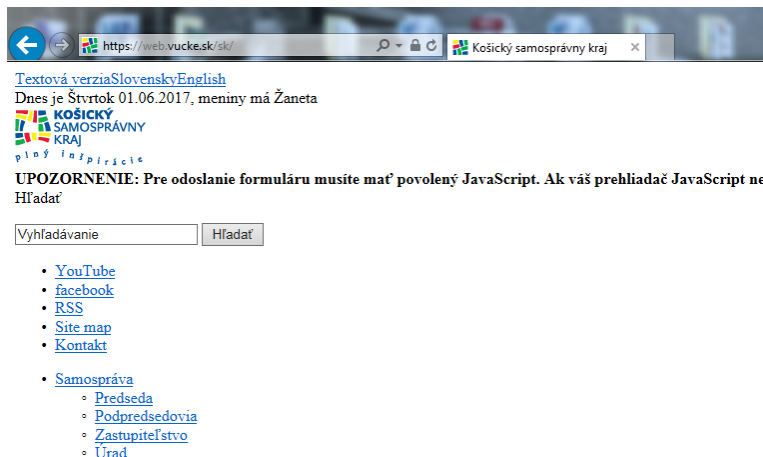 https://web.vucke.sk/sk/
Košický samosprávny kraj
Textová verziaSlovenskyEnglish
Dnes je Štvrtok 01.06.2017, meniny má Žaneta
KOŠICKÝ
SAMOSPRÁVNY
KRAJ
plný inšpirácie
UPOZORNENIE: Pre odoslanie formuláru musíte mať povolený JavaScript. Ak váš prehliadač JavaScript ne
Hľadať
Vyhľadávanie Hľadať
• YouTube
• facebook
• RSS
• Site map
• Kontakt
• Samospráva
◦ Predseda
◦ Podpredsedovia
◦ Zastupiteľstvo
◦ Úrad